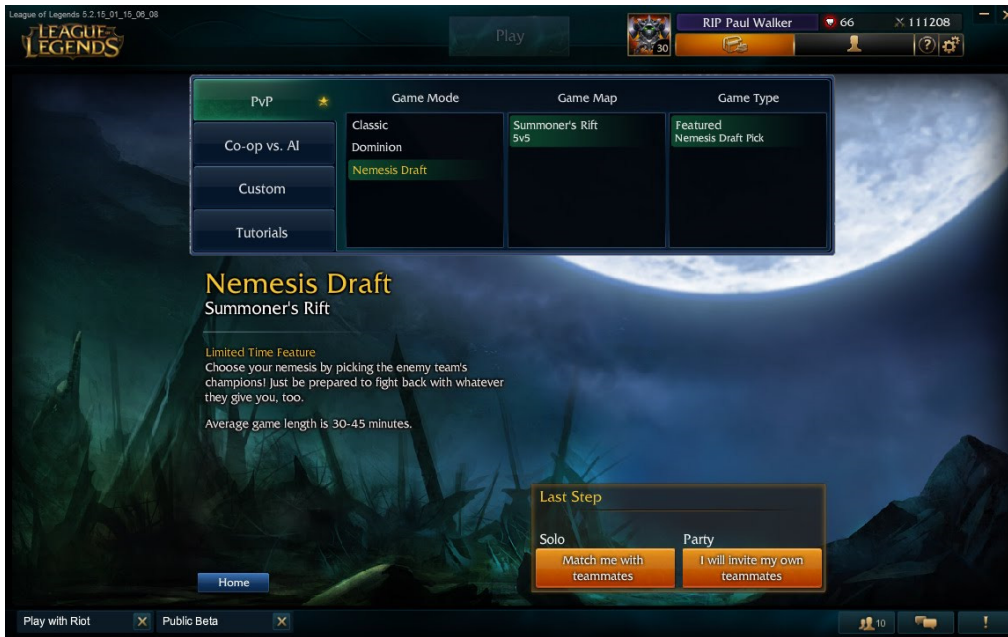 League of Legends 5.2.15_01_15_06_08
LEAGUE
OF
LEGENDS
Play
30
RIP Paul Walker
66
111208
?
PvP
Co-op vs. AI
Custom
Tutorials
Game Mode
Classic
Dominion
Nemesis Draft
Game Map
Summoner's Rift
5v5
Game Type
Featured
Nemesis Draft Pick
Nemesis Draft
Summoner's Rift
Limited Time Feature
Choose your nemesis by picking the enemy team's
champions! Just be prepared to fight back with whatever
they give you, too.
Average game length is 30-45 minutes.
Last Step
Solo
Match me with
teammates
Party
I will invite my own
teammates
Home
Play with Riot
Public Beta
10
!